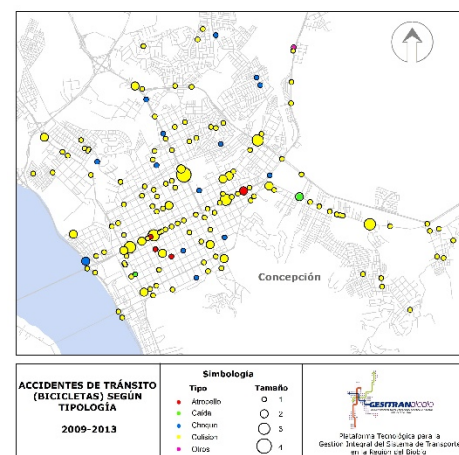 Concepción
ACCIDENTES DE TRÁNSITO
(BICICLETAS) SEGÚN
TIPOLOGÍA
2009-2013
Simbología
Tipo
Tamaño
Atropello
1
Caída
2
Choque
3
Colisión
4
Otros
GESITRANbiobio
Plataforma Tecnológica para la
Gestión Integral del Sistema de Transporte
en la Región del Biobío